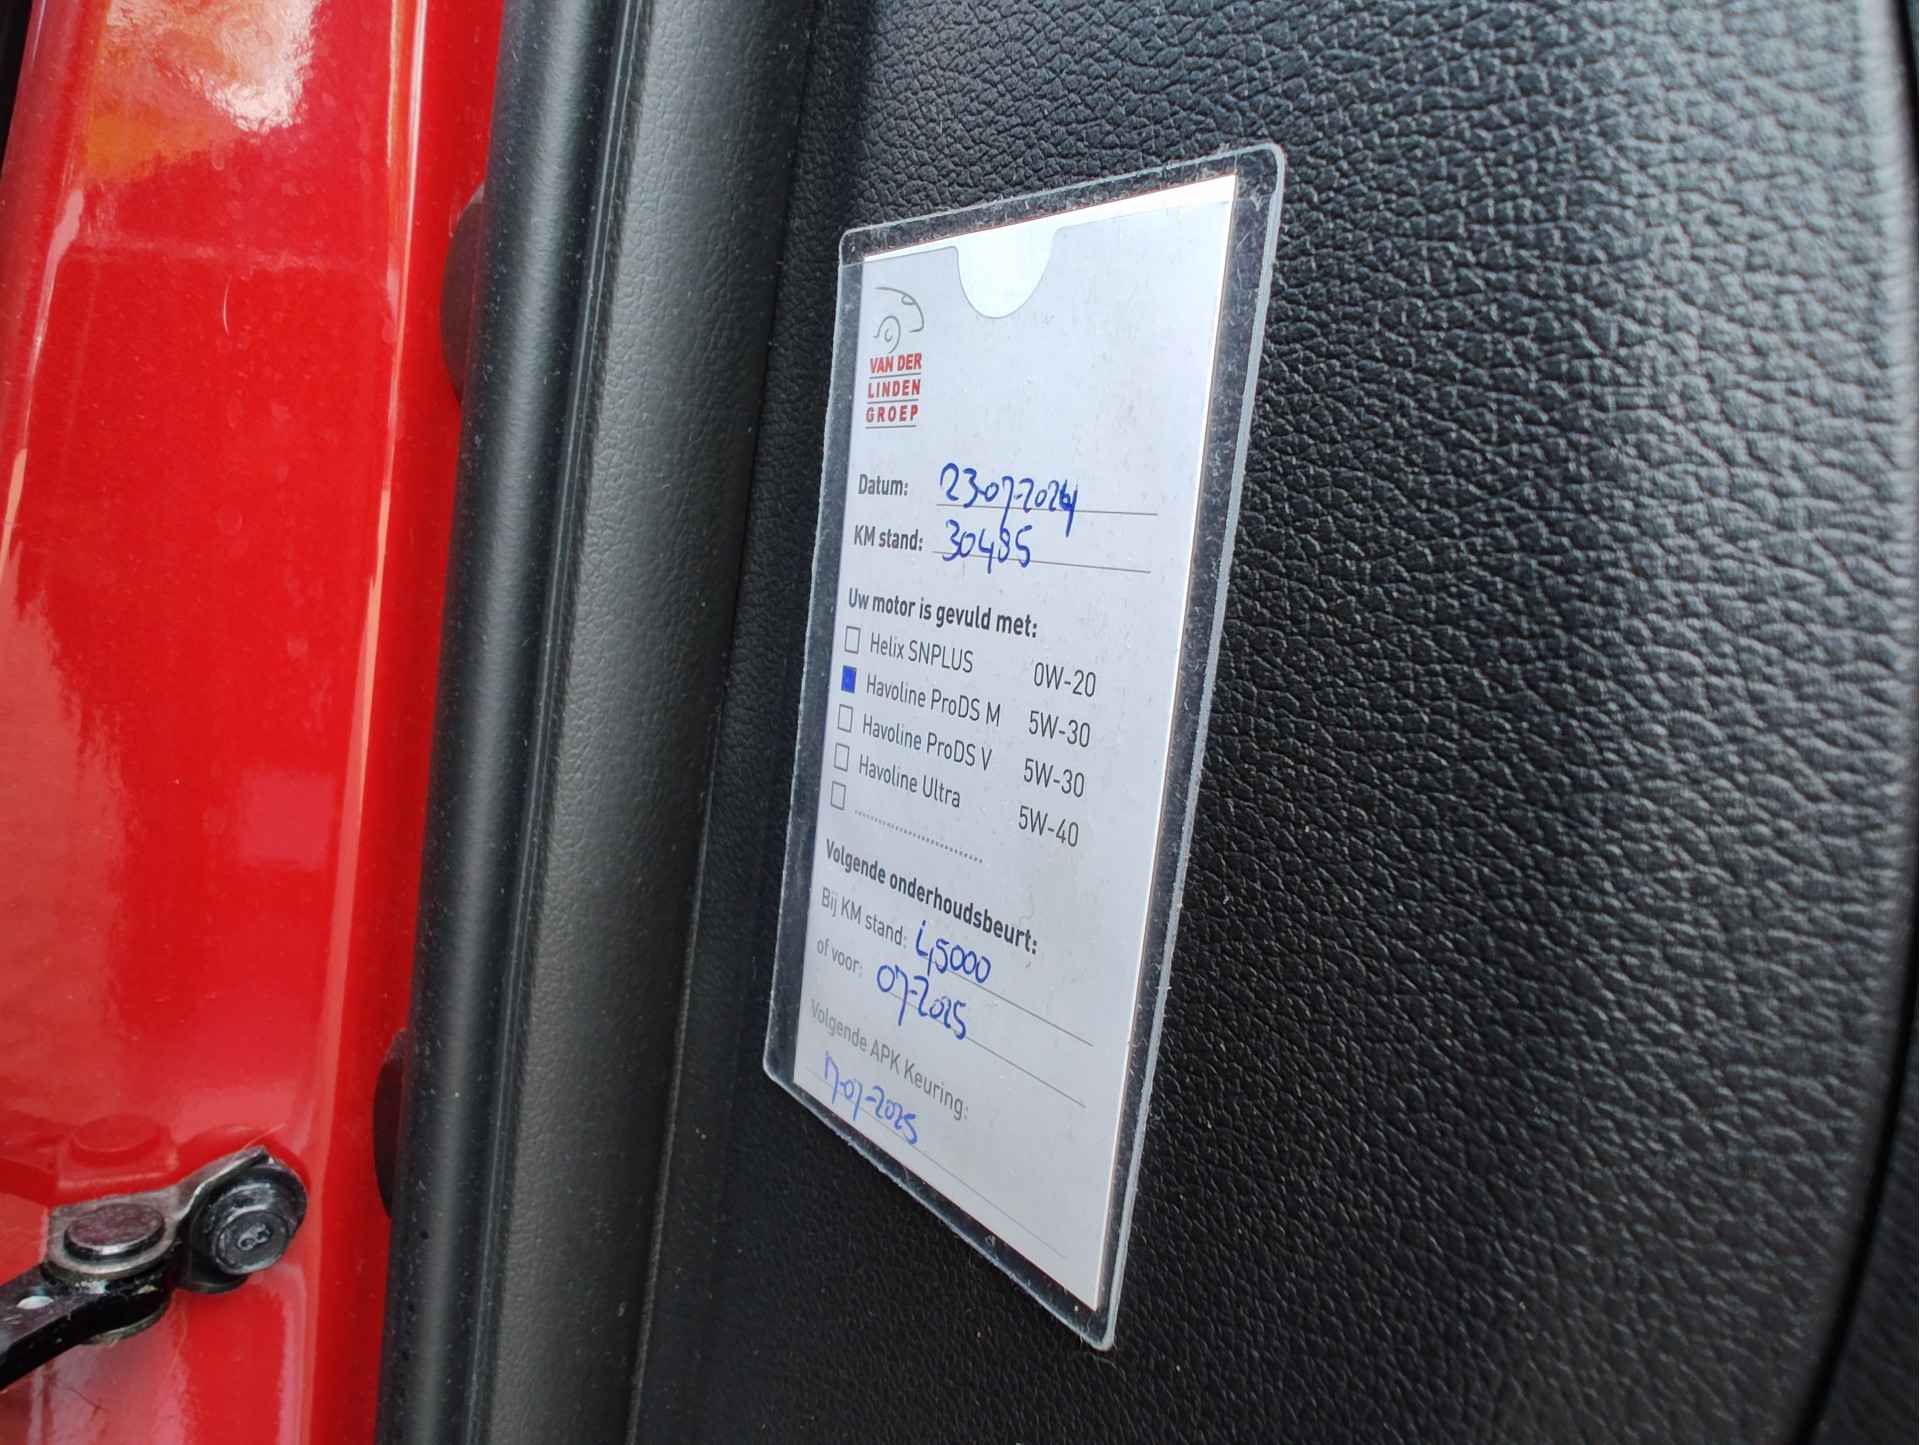 VAN DER
LINDEN
GROEP
Datum: 23-07-2024
KM stand: 30485
Uw motor is gevuld met:
Helix SNPLUS 0W-20
Havoline ProDS M 5W-30
Havoline ProDS V 5W-30
Havoline Ultra 5W-40
Volgende onderhoudsbeurt:
Bij KM stand: 45000
of voor: 07-2025
Volgende APK Keuring:
17-07-2025
8